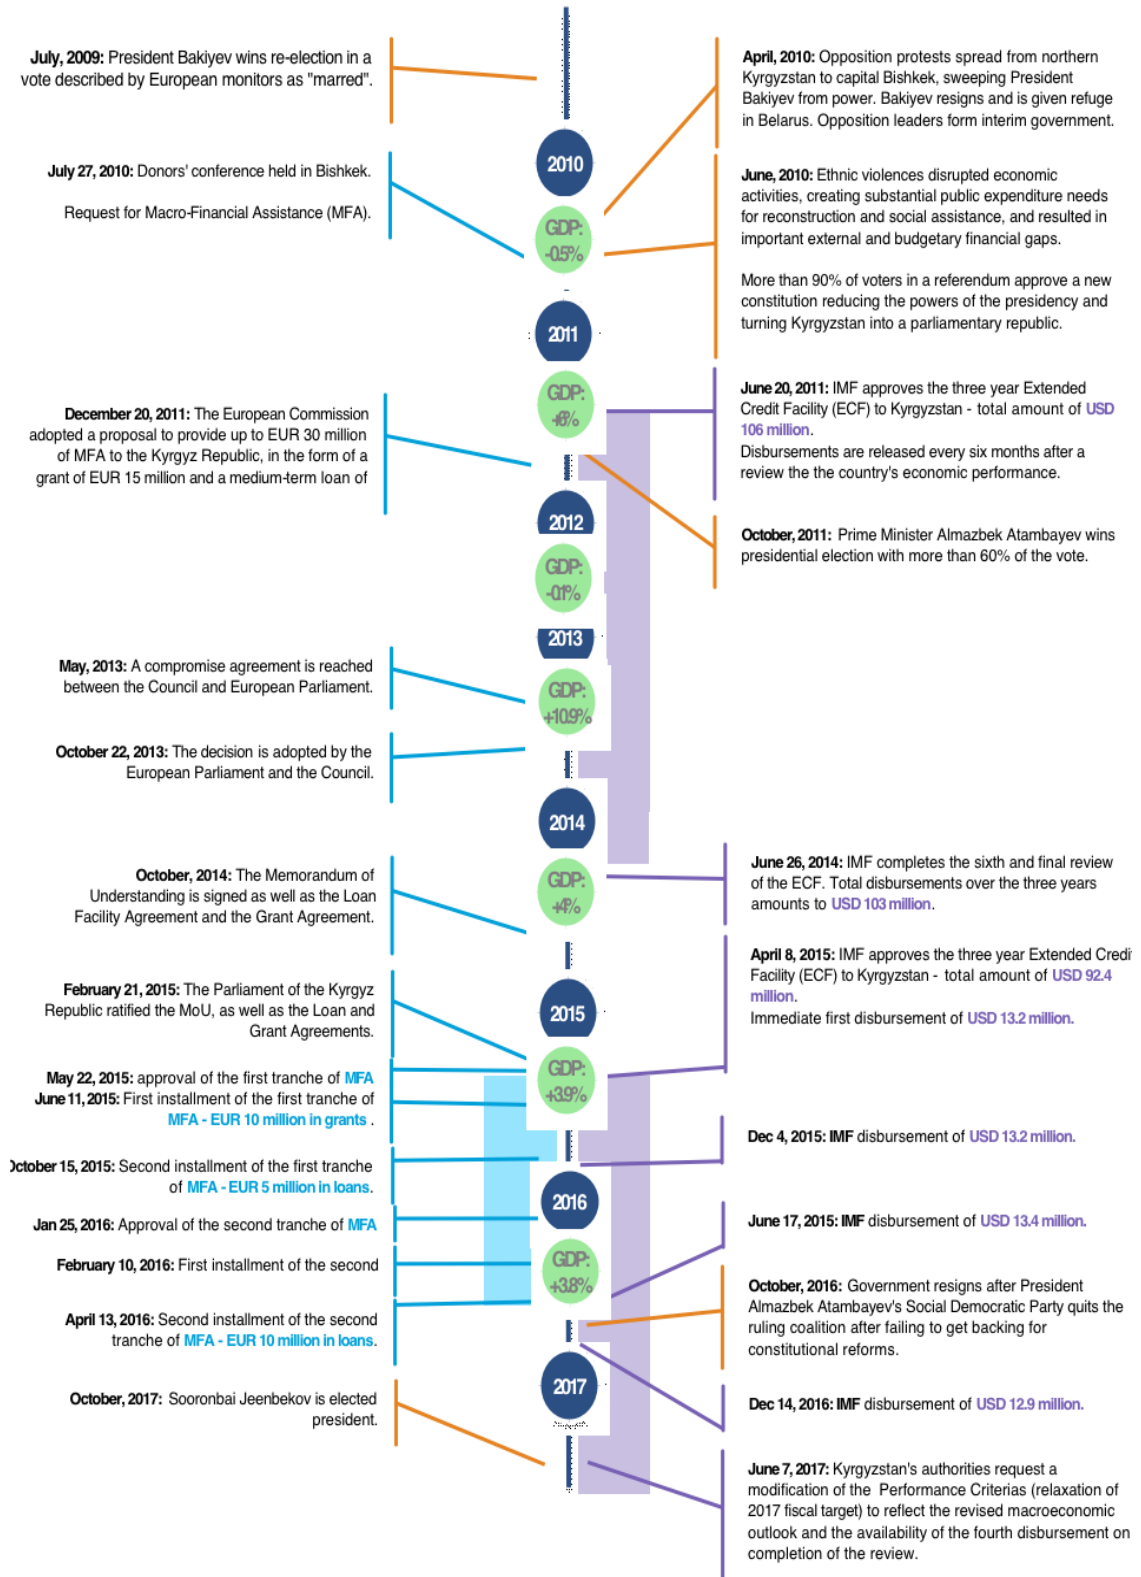 July, 2009: President Bakiyev wins re-election in a
vote described by European monitors as "marred".
April, 2010: Opposition protests spread from northern
Kyrgyzstan to capital Bishkek, sweeping President
Bakiyev from power. Bakiyev resigns and is given refuge
in Belarus. Opposition leaders form interim government.
2010
July 27, 2010: Donors' conference held in Bishkek.
Request for Macro-Financial Assistance (MFA).
June, 2010: Ethnic violences disrupted economic
activities, creating substantial public expenditure needs
for reconstruction and social assistance, and resulted in
important external and budgetary financial gaps.
More than 90% of voters in a referendum approve a new
constitution reducing the powers of the presidency and
turning Kyrgyzstan into a parliamentary republic.
GDP:
-0.5%
2011
GDP:
+6%
June 20, 2011: IMF approves the three year Extended
Credit Facility (ECF) to Kyrgyzstan - total amount of USD
106 million.
Disbursements are released every six months after a
review the the country's economic performance.
December 20, 2011: The European Commission
adopted a proposal to provide up to EUR 30 million
of MFA to the Kyrgyz Republic, in the form of a
grant of EUR 15 million and a medium-term loan of
October, 2011: Prime Minister Almazbek Atambayev wins
presidential election with more than 60% of the vote.
2012
GDP:
-0.1%
2013
May, 2013: A compromise agreement is reached
between the Council and European Parliament.
GDP:
+10.9%
October 22, 2013: The decision is adopted by the
European Parliament and the Council.
2014
October, 2014: The Memorandum of
Understanding is signed as well as the Loan
Facility Agreement and the Grant Agreement.
GDP:
+4%
June 26, 2014: IMF completes the sixth and final review
of the ECF. Total disbursements over the three years
amounts to USD 103 million.
April 8, 2015: IMF approves the three year Extended Credi
Facility (ECF) to Kyrgyzstan - total amount of USD 92.4
million.
Immediate first disbursement of USD 13.2 million.
February 21, 2015: The Parliament of the Kyrgyz
Republic ratified the MoU, as well as the Loan and
Grant Agreements.
2015
GDP:
+3.9%
May 22, 2015: approval of the first tranche of MFA
June 11, 2015: First installment of the first tranche of
MFA - EUR 10 million in grants .
Dec 4, 2015: IMF disbursement of USD 13.2 million.
October 15, 2015: Second installment of the first tranche
of MFA - EUR 5 million in loans.
2016
Jan 25, 2016: Approval of the second tranche of MFA
June 17, 2015: IMF disbursement of USD 13.4 million.
February 10, 2016: First installment of the second
GDP:
+3.8%
October, 2016: Government resigns after President
Almazbek Atambayev's Social Democratic Party quits the
ruling coalition after failing to get backing for
constitutional reforms.
April 13, 2016: Second installment of the second
tranche of MFA - EUR 10 million in loans.
2017
October, 2017: Sooronbai Jeenbekov is elected
president.
Dec 14, 2016: IMF disbursement of USD 12.9 million.
June 7, 2017: Kyrgyzstan's authorities request a
modification of the Performance Criterias (relaxation of
2017 fiscal target) to reflect the revised macroeconomic
outlook and the availability of the fourth disbursement on
completion of the review.